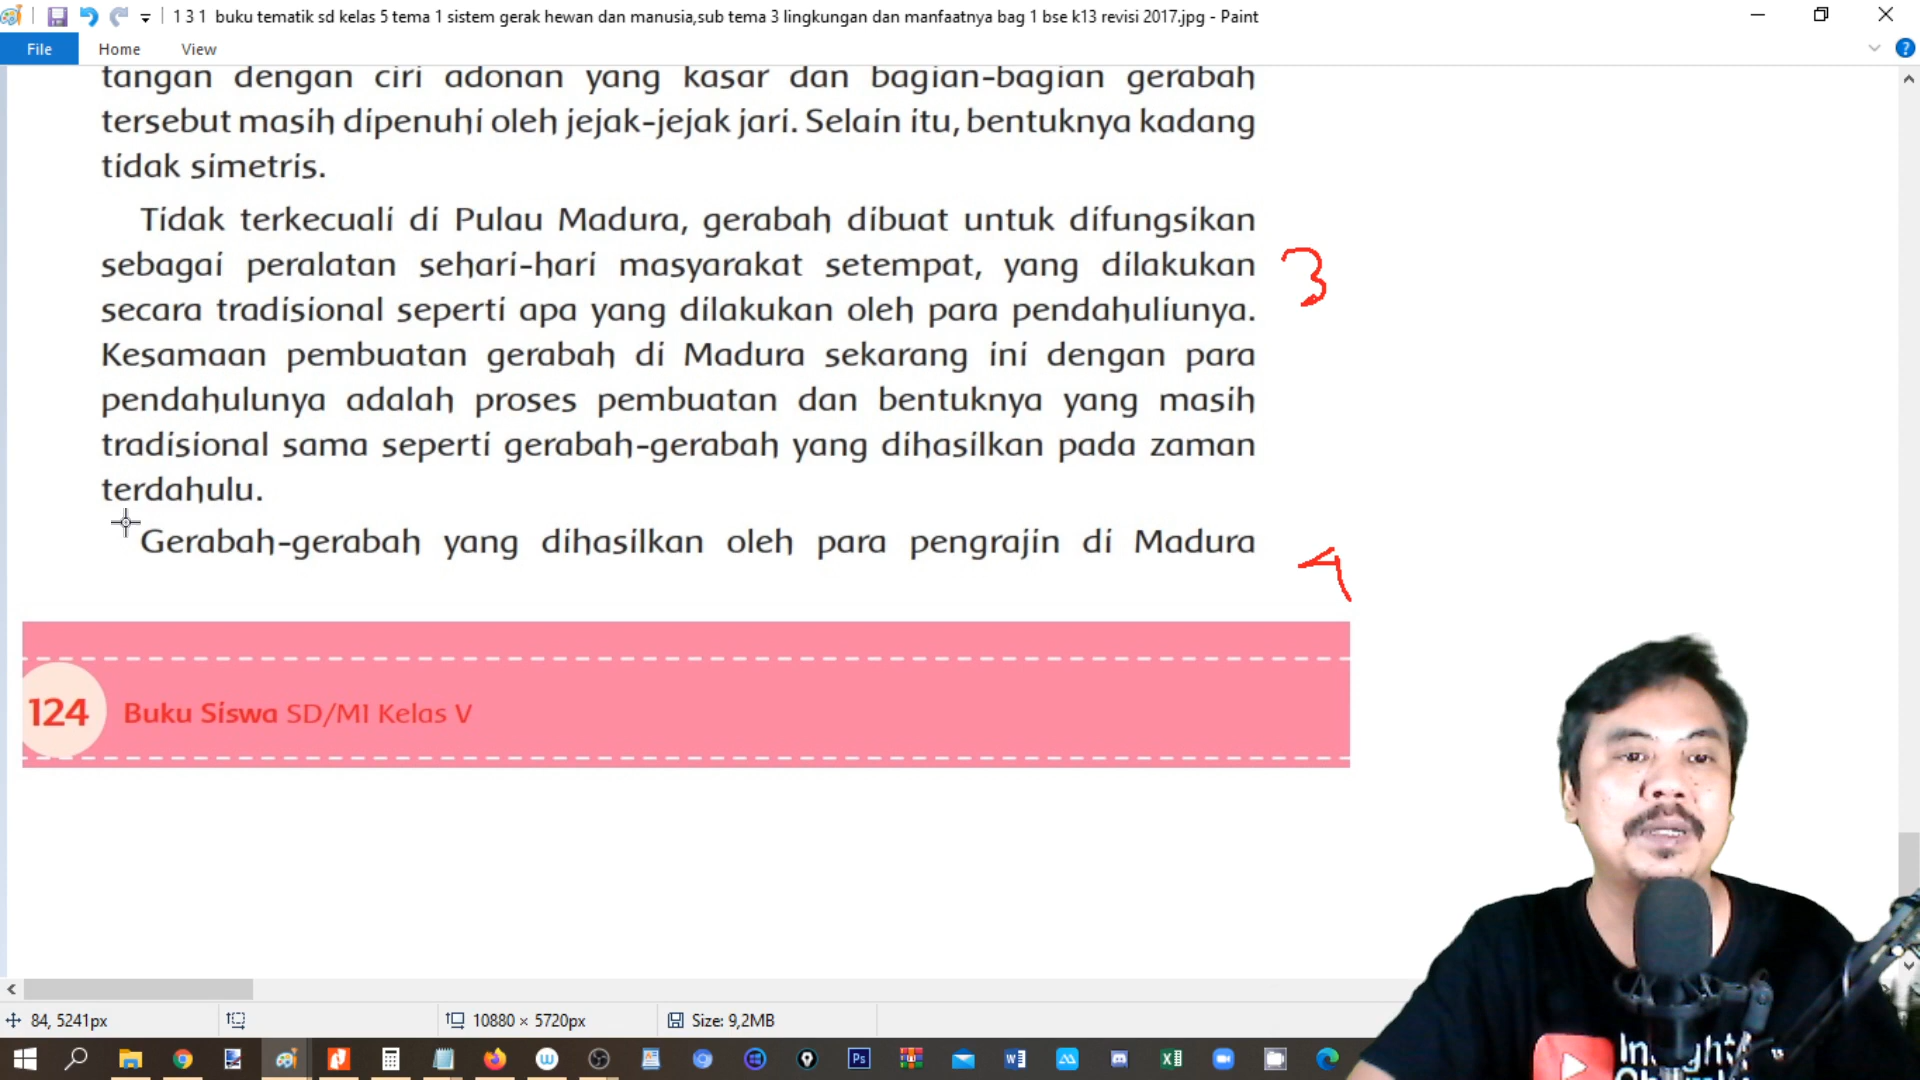 1 3 1 buku tematik sd kelas 5 tema 1 sistem gerak hewan dan manusia,sub tema 3 lingkungan dan manfaatnya bag 1 bse k13 revisi 2017.jpg - Paint
File Home View
tangan dengan ciri adonan yang kasar dan bagian-bagian gerabah
tersebut masih dipenuhi oleh jejak-jejak jari. Selain itu, bentuknya kadang
tidak simetris.
Tidak terkecuali di Pulau Madura, gerabah dibuat untuk difungsikan
sebagai peralatan sehari-hari masyarakat setempat, yang dilakukan
secara tradisional seperti apa yang dilakukan oleh para pendahuliunya.
Kesamaan pembuatan gerabah di Madura sekarang ini dengan para
pendahulunya adalah proses pembuatan dan bentuknya yang masih
tradisional sama seperti gerabah-gerabah yang dihasilkan pada zaman
terdahulu.
3
Gerabah-gerabah yang dihasilkan oleh para pengrajin di Madura
124 Buku Siswa SD/MI Kelas V
84, 5241px 10880 × 5720px Size: 9,2MB